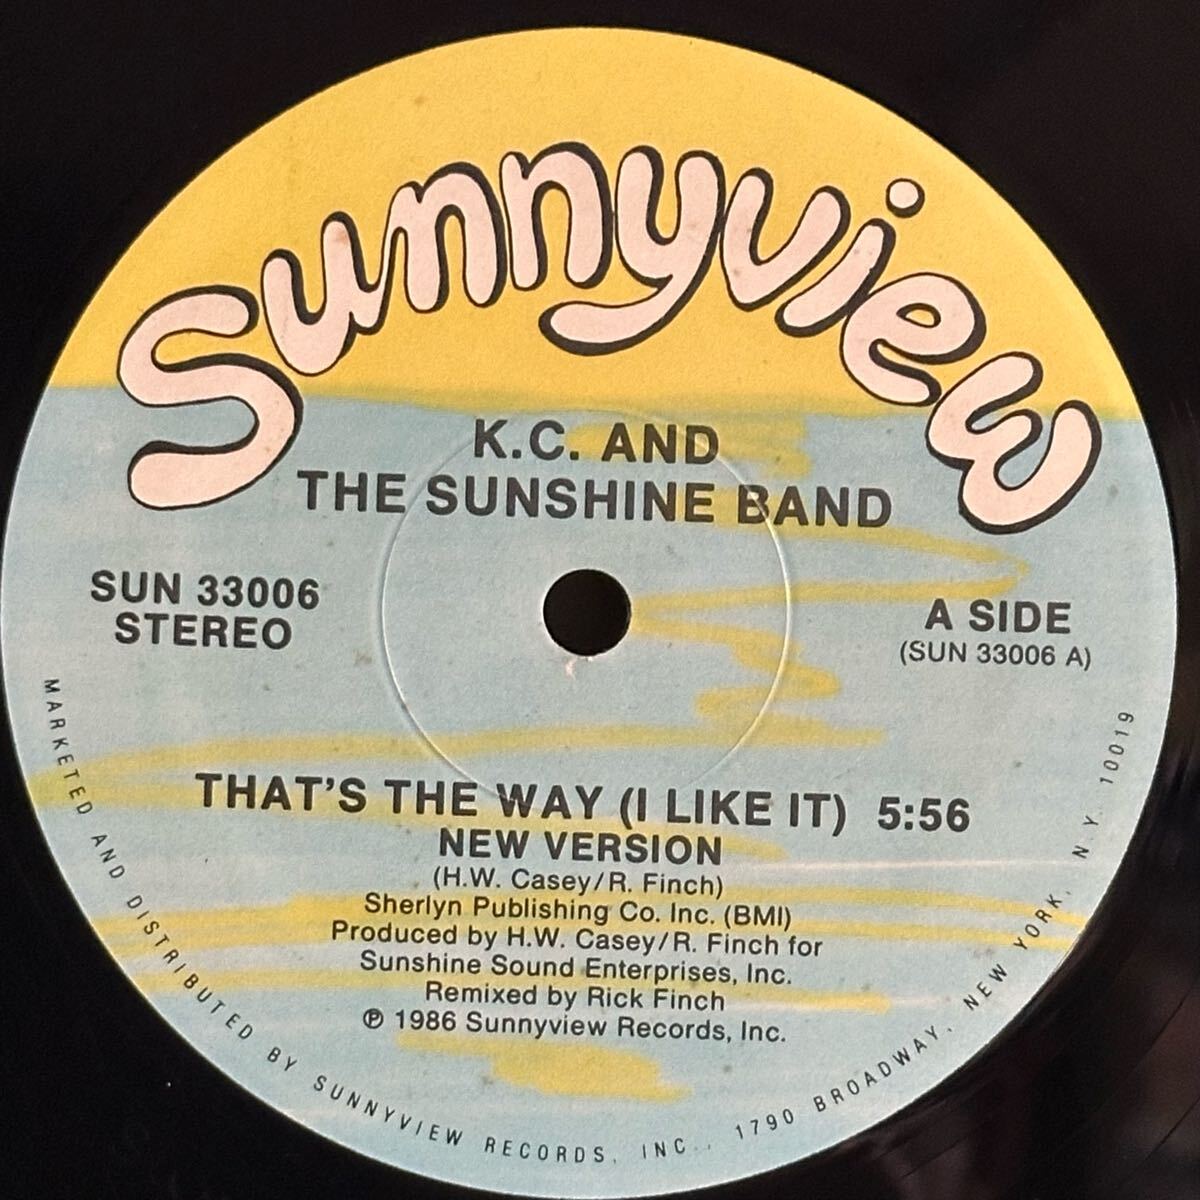 Sunnyview
K.C. AND
THE SUNSHINE BAND
SUN 33006
STEREO
A SIDE
(SUN 33006 A)
THAT'S THE WAY (I LIKE IT) 5:56
NEW VERSION
(H.W. Casey/R. Finch)
Sherlyn Publishing Co. Inc. (BMI)
Produced by H.W. Casey/R. Finch for
Sunshine Sound Enterprises, Inc.
Remixed by Rick Finch
℗ 1986 Sunnyview Records, Inc.
MARKETED AND DISTRIBUTED BY SUNNYVIEW RECORDS, INC., 1790 BROADWAY, NEW YORK, N.Y. 10019